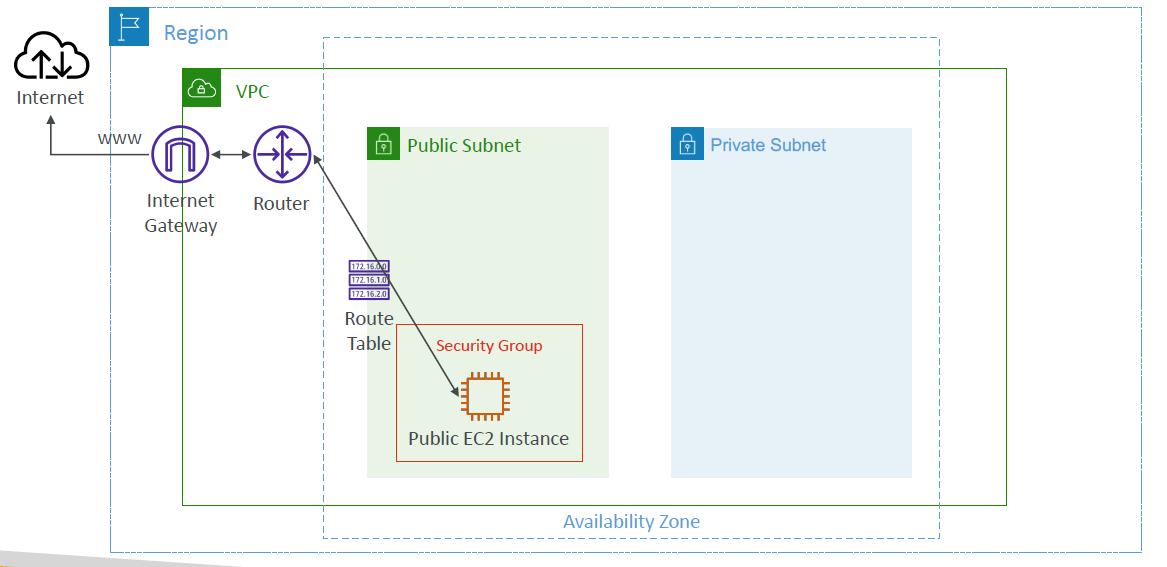 Region
Internet
VPC
WWW
Public Subnet
Private Subnet
Internet
Gateway
Router
172.16.0.0
172.16.1.0
172.16.2.0
Route
Table
Security Group
Public EC2 Instance
Availability Zone